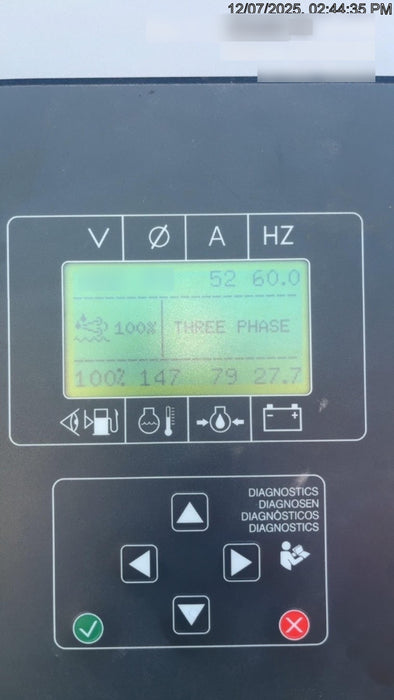 12/07/2025, 02:44:35 PM
V Ø A HZ
52 60.0
100% THREE PHASE
100% 147 79 27.7
DIAGNOSTICS
DIAGNOSEN
DIAGNÓSTICOS
DIAGNOSTICS